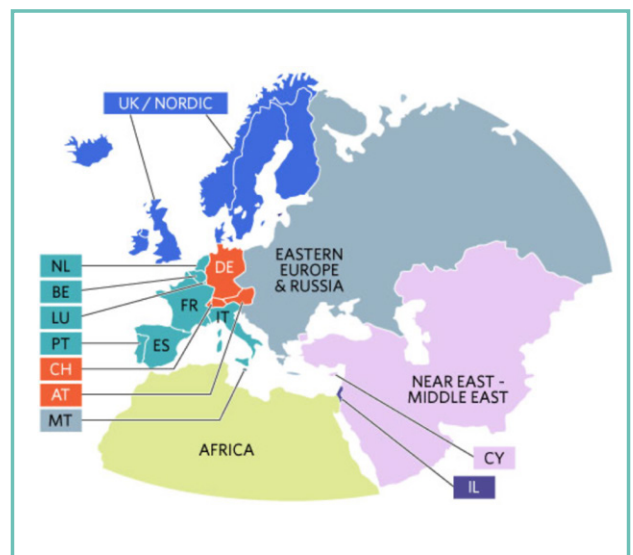 UK / NORDIC
NL
BE
LU
PT
CH
AT
MT
DE
FR
IT
ES
EASTERN
EUROPE
& RUSSIA
NEAR EAST -
MIDDLE EAST
AFRICA
CY
IL